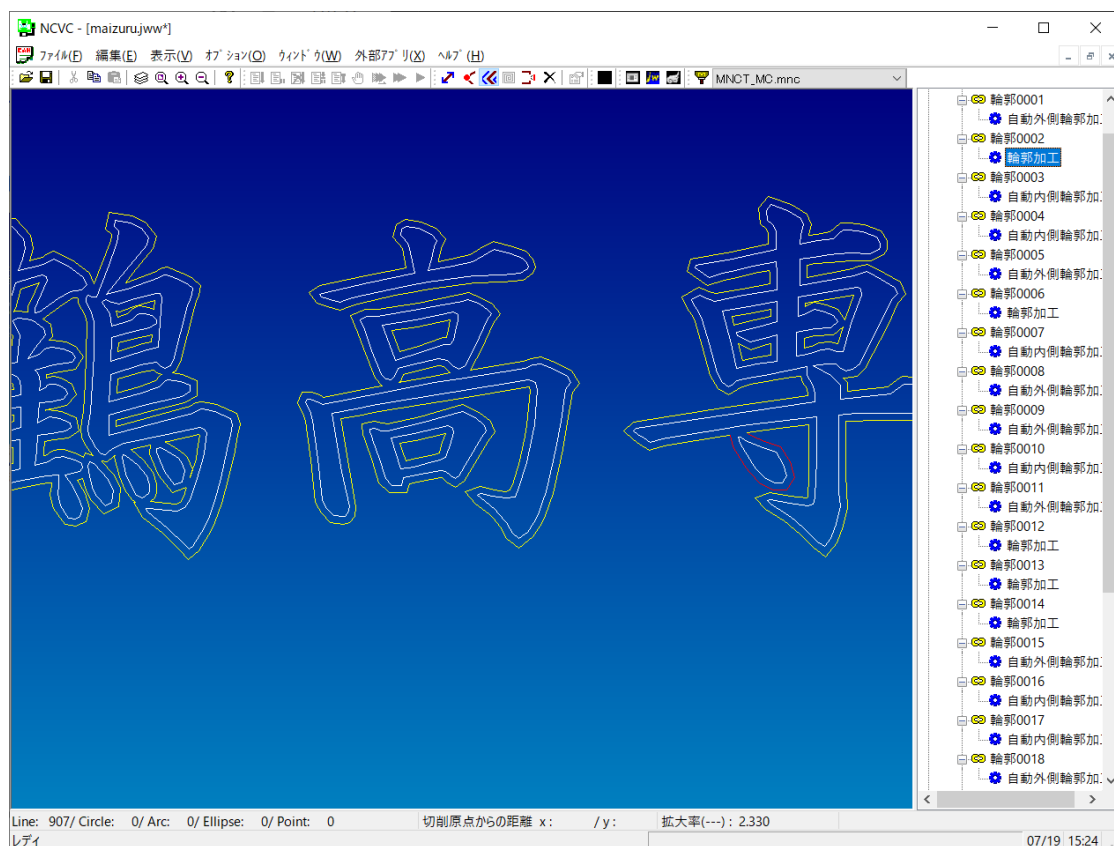 NCVC - [maizuru.jww*]
ﾌｧｲﾙ(F) 編集(E) 表示(V) ｵﾌﾟｼｮﾝ(O) ｳｨﾝﾄﾞｳ(W) 外部ｱﾌﾟﾘ(X) ﾍﾙﾌﾟ(H)
MNCT_MC.mnc
鶴高専
輪郭0001
自動外側輪郭加工
輪郭0002
輪郭加工
輪郭0003
自動内側輪郭加
輪郭0004
自動内側輪郭加
輪郭0005
自動外側輪郭加
輪郭0006
輪郭加工
輪郭0007
自動内側輪郭加
輪郭0008
自動外側輪郭加
輪郭0009
自動外側輪郭加
輪郭0010
自動内側輪郭加
輪郭0011
自動外側輪郭加
輪郭0012
輪郭加工
輪郭0013
輪郭加工
輪郭0014
輪郭加工
輪郭0015
自動外側輪郭加
輪郭0016
自動内側輪郭加
輪郭0017
自動内側輪郭加
輪郭0018
自動外側輪郭加
Line: 907/ Circle: 0/ Arc: 0/ Ellipse: 0/ Point: 0 切削原点からの距離 x : / y : 拡大率(---) : 2.330
レディ 07/19 15:24